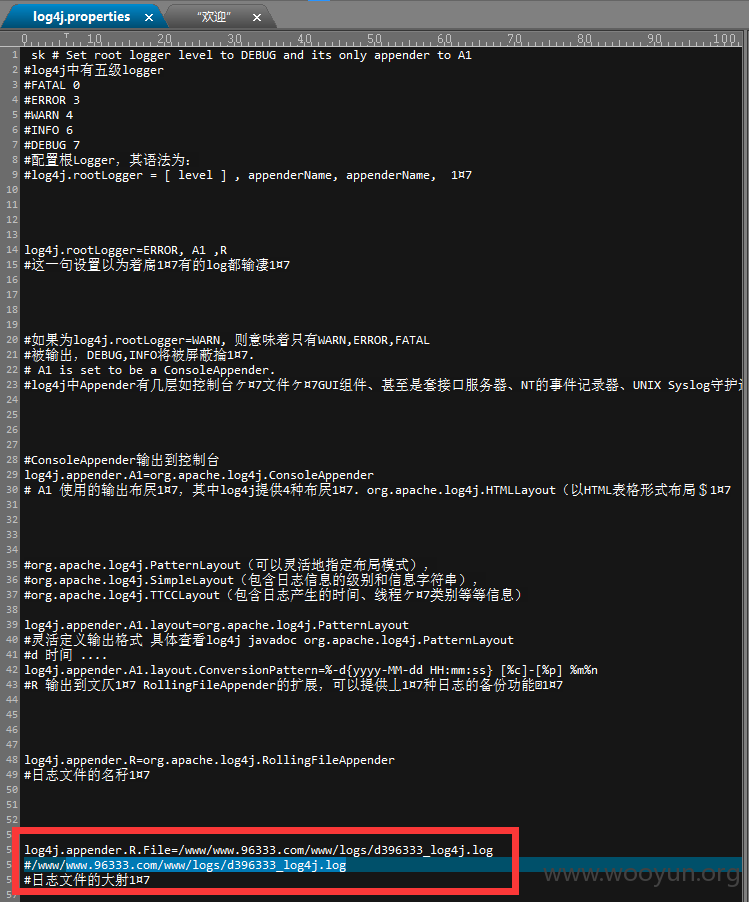 log4j.properties × “欢迎” ×
0 10 20 30 40 50 60 70 80 90 100
1 sk # Set root logger level to DEBUG and its only appender to A1
2 #log4j中有五级logger
3 #FATAL 0
4 #ERROR 3
5 #WARN 4
6 #INFO 6
7 #DEBUG 7
8 #配置根Logger，其语法为：
9 #log4j.rootLogger = [ level ] , appenderName, appenderName, 1¤7
10
11
12
13
14 log4j.rootLogger=ERROR, A1 ,R
15 #这一句设置以为着扄1¤7有的log都输凄1¤7
16
17
18
19
20 #如果为log4j.rootLogger=WARN, 则意味着只有WARN,ERROR,FATAL
21 #被输出，DEBUG,INFO将被屏蔽掄1¤7.
22 # A1 is set to be a ConsoleAppender.
23 #log4j中Appender有几层如控制台ケ¤7文件ケ¤7GUI组件、甚至是套接口服务器、NT的事件记录器、UNIX Syslog守护
24
25
26
27
28 #ConsoleAppender输出到控制台
29 log4j.appender.A1=org.apache.log4j.ConsoleAppender
30 # A1 使用的输出布屄1¤7，其中log4j提供4种布屄1¤7. org.apache.log4j.HTMLLayout（以HTML表格形式布局＄1¤7
31
32
33
34
35 #org.apache.log4j.PatternLayout（可以灵活地指定布局模式），
36 #org.apache.log4j.SimpleLayout（包含日志信息的级别和信息字符串），
37 #org.apache.log4j.TTCCLayout（包含日志产生的时间、线程ケ¤7类别等等信息）
38
39 log4j.appender.A1.layout=org.apache.log4j.PatternLayout
40 #灵活定义输出格式 具体查看log4j javadoc org.apache.log4j.PatternLayout
41 #d 时间 ....
42 log4j.appender.A1.layout.ConversionPattern=%-d{yyyy-MM-dd HH:mm:ss} [%c]-[%p] %m%n
43 #R 输出到文仄1¤7 RollingFileAppender的扩展，可以提供丄1¤7种日志的备份功能1¤7
44
45
46
47
48 log4j.appender.R=org.apache.log4j.RollingFileAppender
49 #日志文件的名秄1¤7
50
51
52
log4j.appender.R.File=/www/www.96333.com/www/logs/d396333_log4j.log
#/www/www.96333.com/www/logs/d396333_log4j.log
#日志文件的大射1¤7
www.wooyun.org